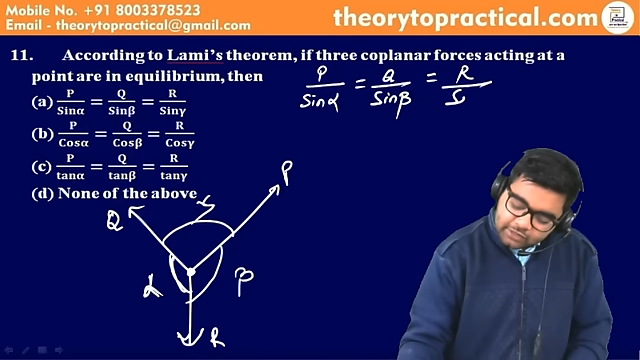 Mobile No. +91 8003378523
Email - theorytopractical@gmail.com
theorytopractical.com
11. According to Lami's theorem, if three coplanar forces acting at a
point are in equilibrium, then
(a) P/Sinα = Q/Sinβ = R/Sinγ
(b) P/Cosα = Q/Cosβ = R/Cosγ
(c) P/tanα = Q/tanβ = R/tanγ
(d) None of the above
P/Sinα = Q/Sinβ = R/S
P
Q
γ
α
β
R